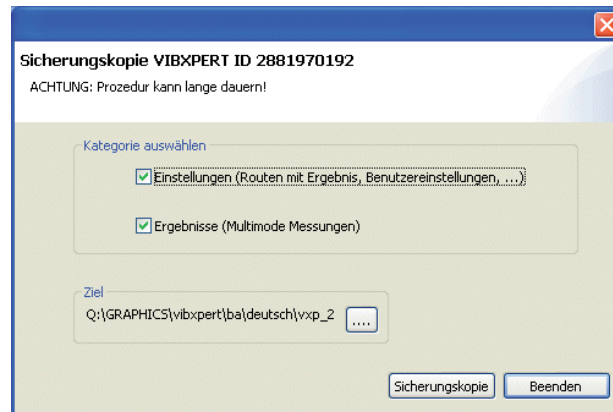 Sicherungskopie VIBXPERT ID 2881970192
ACHTUNG: Prozedur kann lange dauern!
Kategorie auswählen
Einstellungen (Routen mit Ergebnis, Benutzereinstellungen, ...)
Ergebnisse (Multimode Messungen)
Ziel
Q:\GRAPHICS\vibxpert\ba\deutsch\vxp_2
....
Sicherungskopie
Beenden